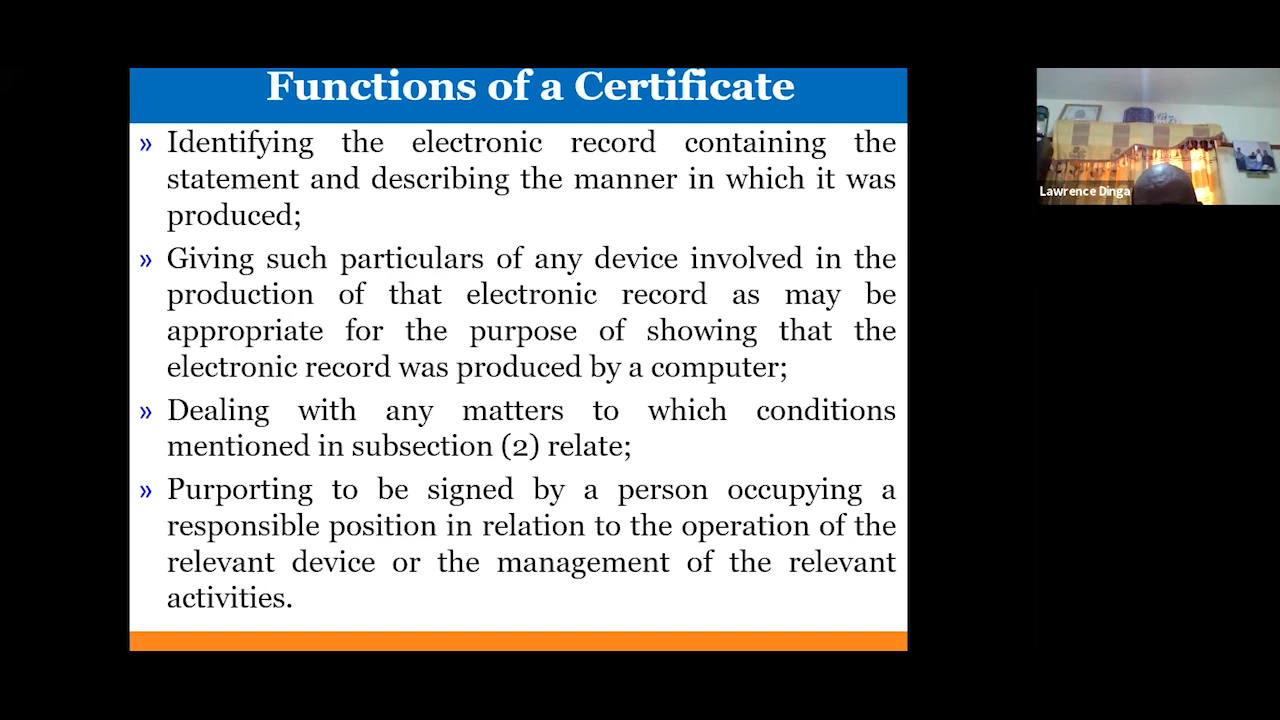 Functions of a Certificate
» Identifying the electronic record containing the
statement and describing the manner in which it was
produced;
» Giving such particulars of any device involved in the
production of that electronic record as may be
appropriate for the purpose of showing that the
electronic record was produced by a computer;
» Dealing with any matters to which conditions
mentioned in subsection (2) relate;
» Purporting to be signed by a person occupying a
responsible position in relation to the operation of the
relevant device or the management of the relevant
activities.
Lawrence Dinga